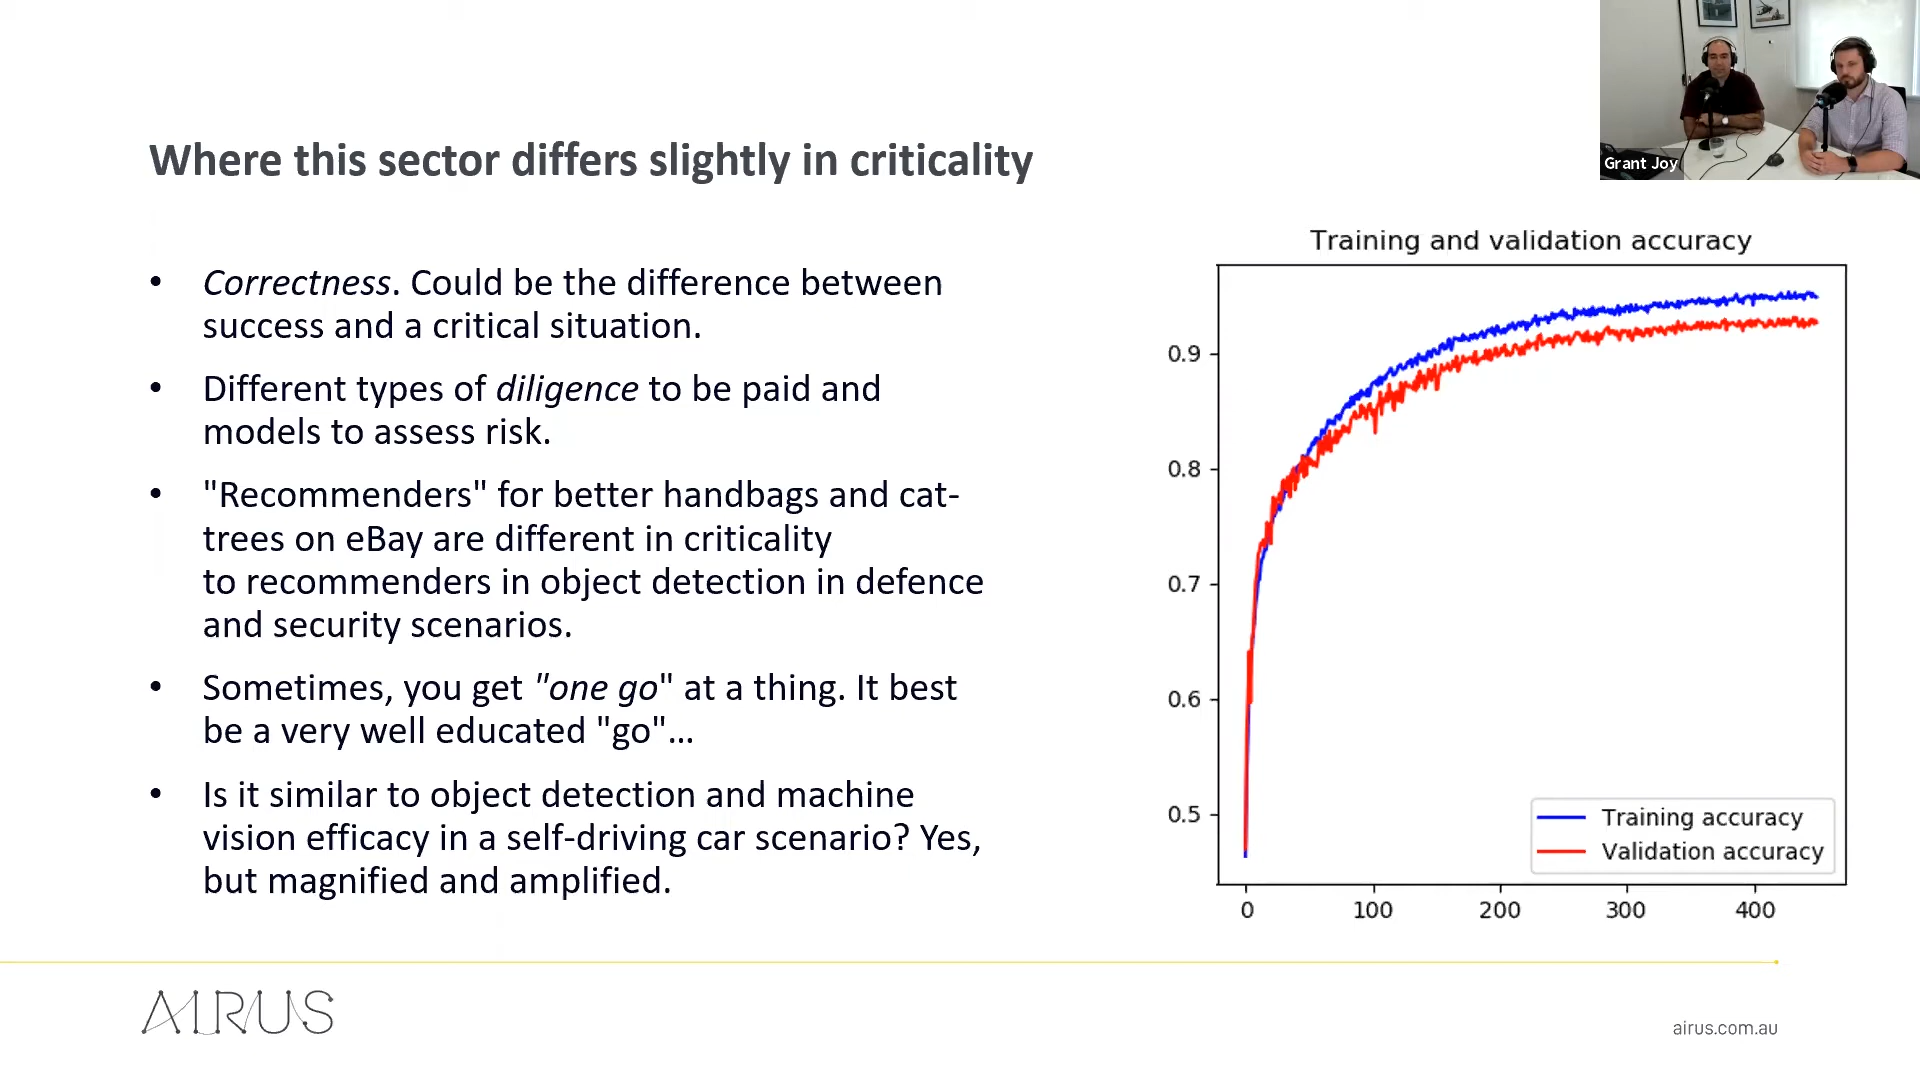 Where this sector differs slightly in criticality
Grant Joy
• Correctness. Could be the difference between
success and a critical situation.
• Different types of diligence to be paid and
models to assess risk.
• "Recommenders" for better handbags and cat-
trees on eBay are different in criticality
to recommenders in object detection in defence
and security scenarios.
• Sometimes, you get "one go" at a thing. It best
be a very well educated "go"...
• Is it similar to object detection and machine
vision efficacy in a self-driving car scenario? Yes,
but magnified and amplified.
Training and validation accuracy
0.9
0.8
0.7
0.6
0.5
Training accuracy
Validation accuracy
0 100 200 300 400
AIRUS
airus.com.au